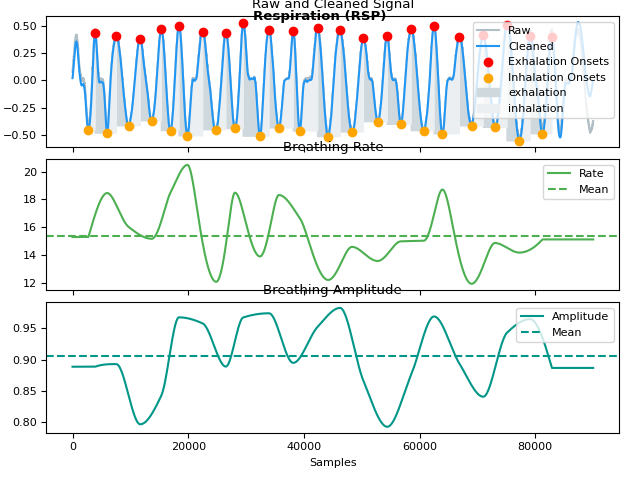 Raw and Cleaned Signal
Respiration (RSP)
0.50
0.25
0.00
−0.25
−0.50
Raw
Cleaned
Exhalation Onsets
Inhalation Onsets
exhalation
inhalation
Breathing Rate
20
18
16
14
12
Rate
Mean
Breathing Amplitude
0.95
0.90
0.85
0.80
Amplitude
Mean
0
20000
40000
60000
80000
Samples